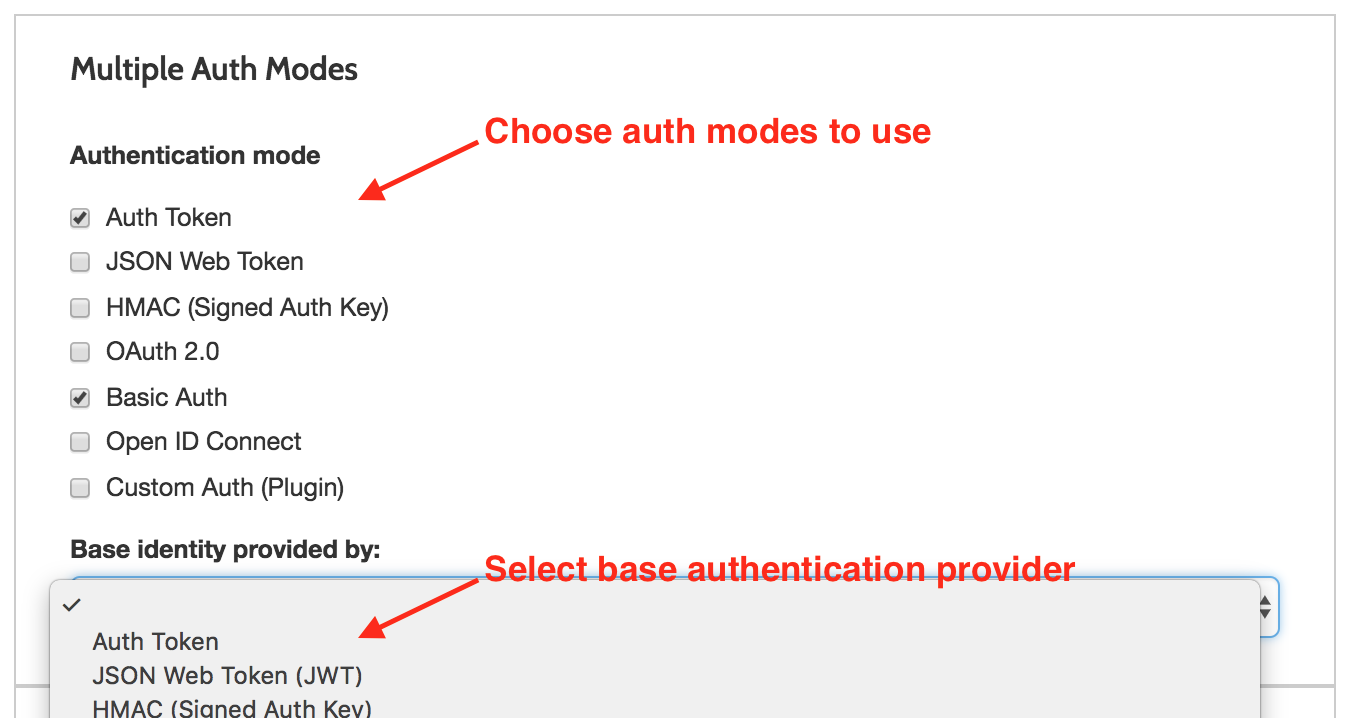 Multiple Auth Modes
Choose auth modes to use
Authentication mode
Auth Token
JSON Web Token
HMAC (Signed Auth Key)
OAuth 2.0
Basic Auth
Open ID Connect
Custom Auth (Plugin)
Base identity provided by:
Select base authentication provider
Auth Token
JSON Web Token (JWT)
HMAC (Signed Auth Key)